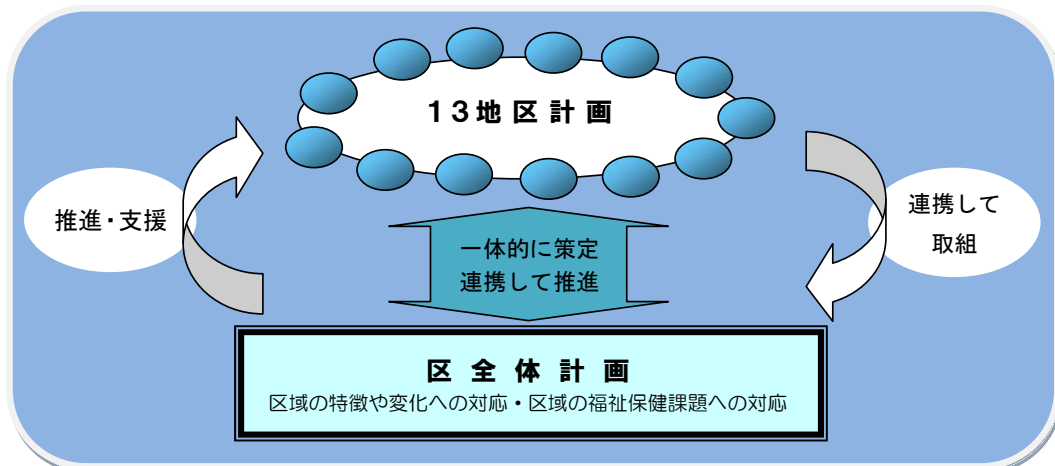 13地区計画
推進・支援
一体的に策定
連携して推進
連携して
取組
区全体計画
区域の特徴や変化への対応・区域の福祉保健課題への対応